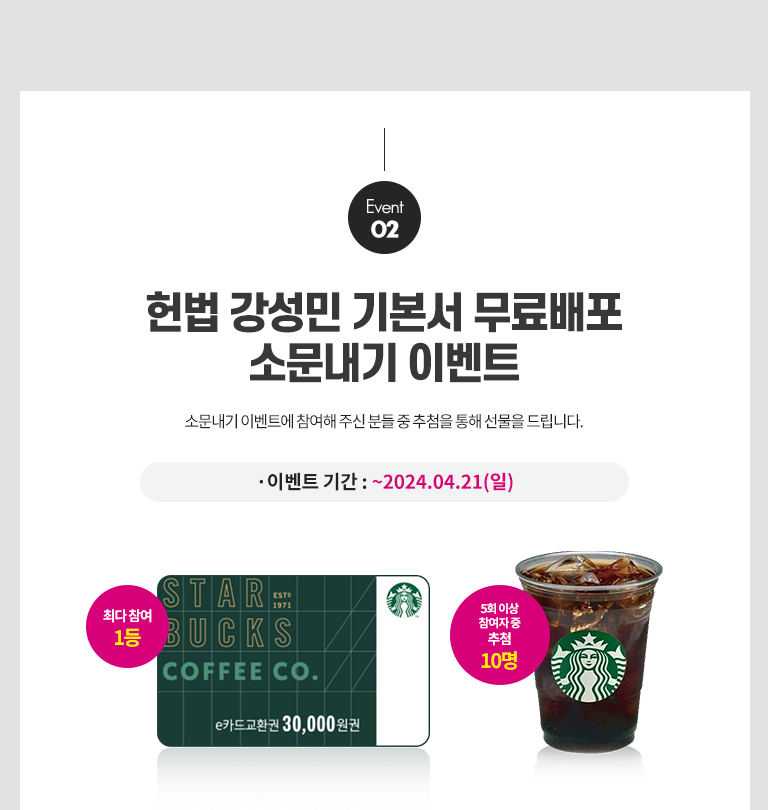 Event
02
헌법 강성민 기본서 무료배포
소문내기 이벤트
소문내기 이벤트에 참여해 주신 분들 중 추첨을 통해 선물을 드립니다.
· 이벤트 기간 : ~2024.04.21(일)
최다 참여
1등
STAR
ESTD
1971
BUCKS
COFFEE CO.
e카드교환권 30,000원권
5회 이상
참여자 중
추첨
10명